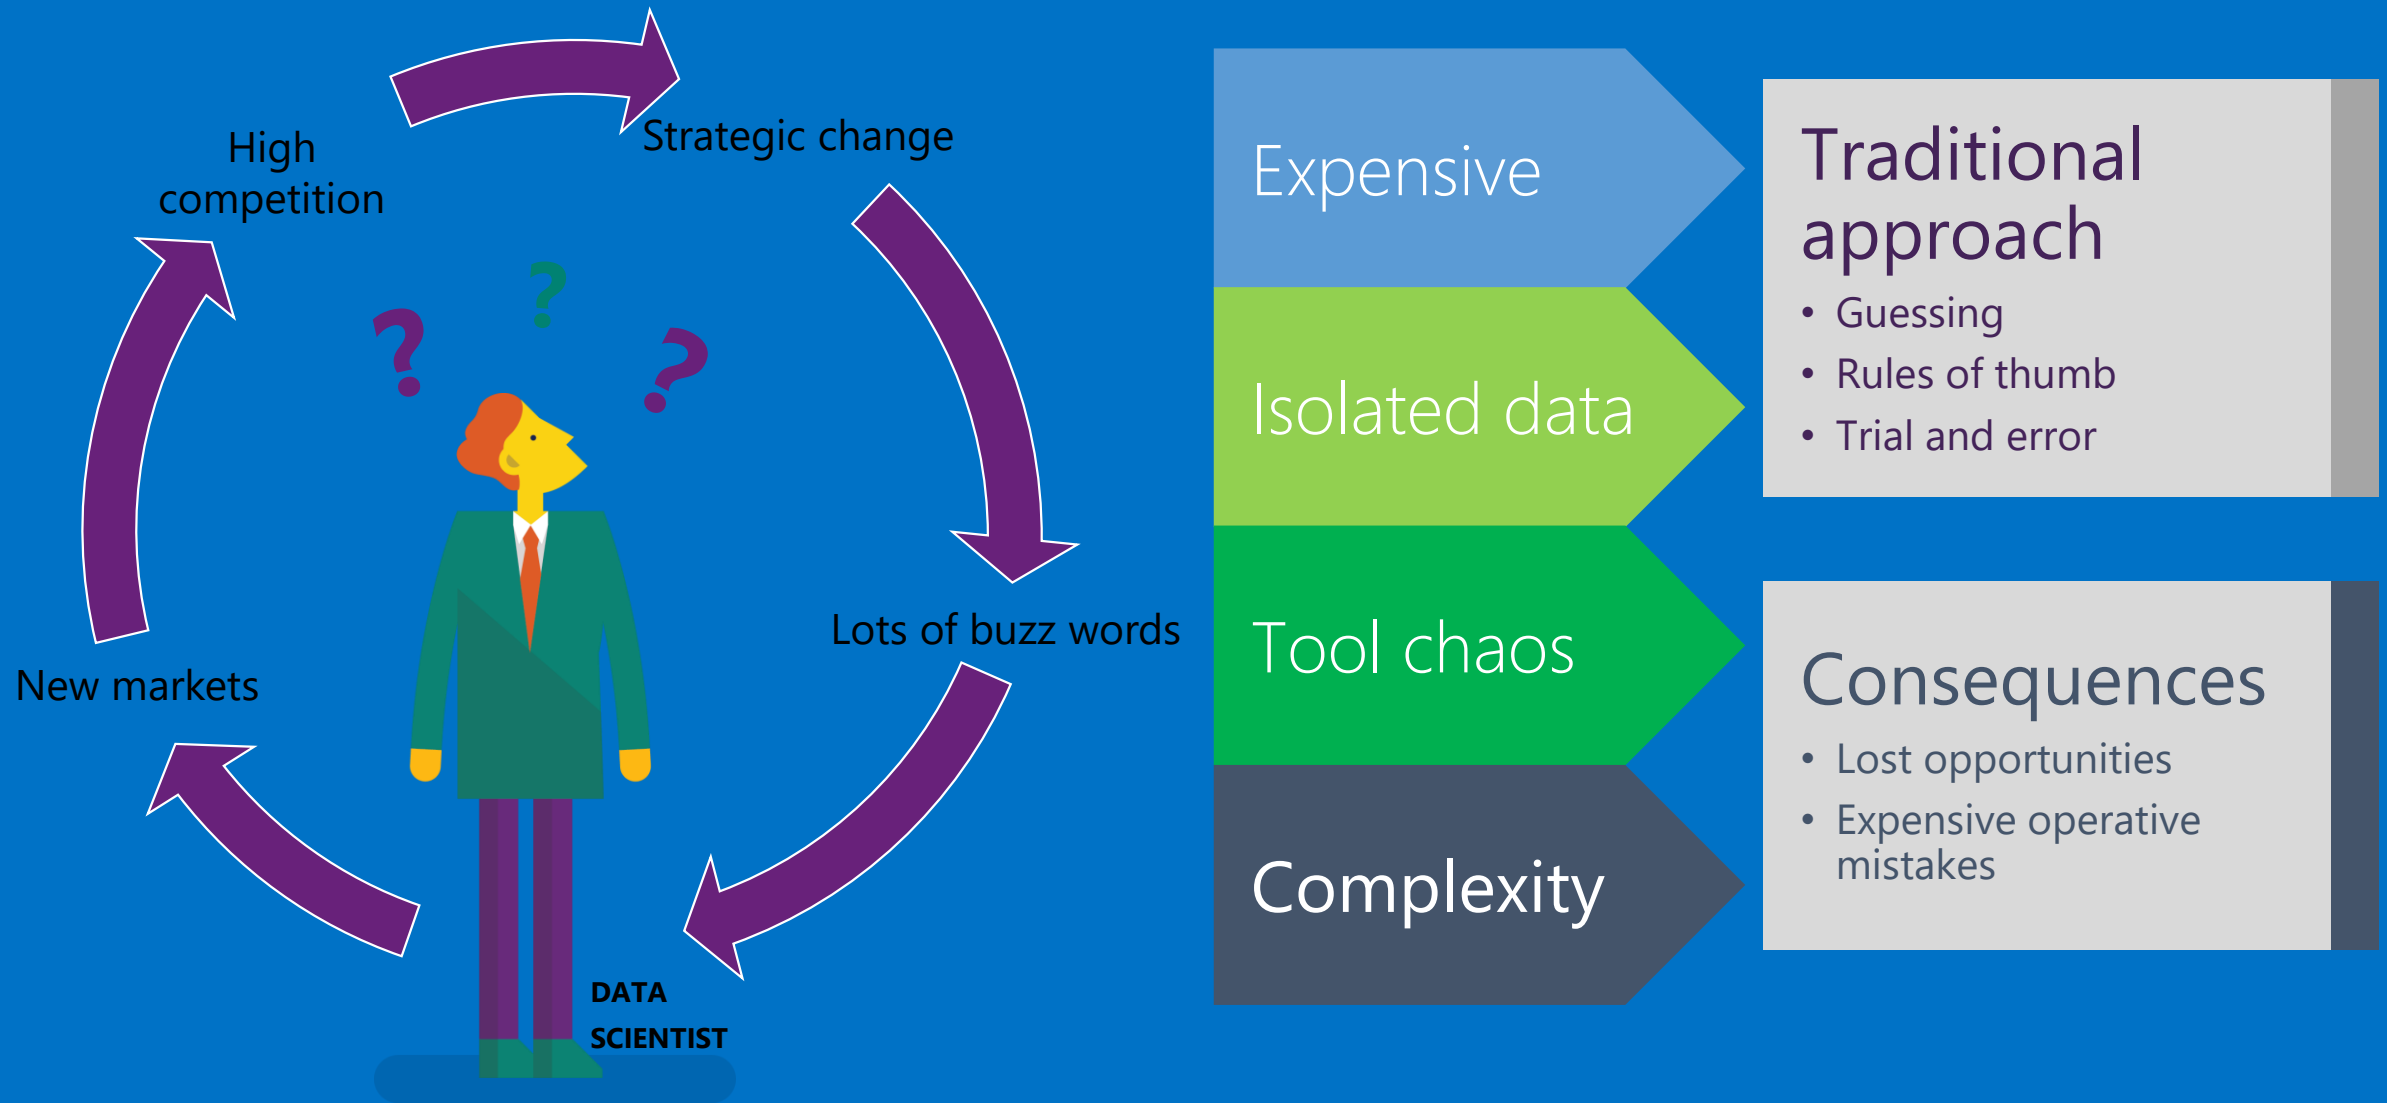 High
competition
Strategic change
?
?
?
Lots of buzz words
New markets
DATA
SCIENTIST
Expensive
Isolated data
Tool chaos
Complexity
Traditional
approach
• Guessing
• Rules of thumb
• Trial and error
Consequences
• Lost opportunities
• Expensive operative
mistakes